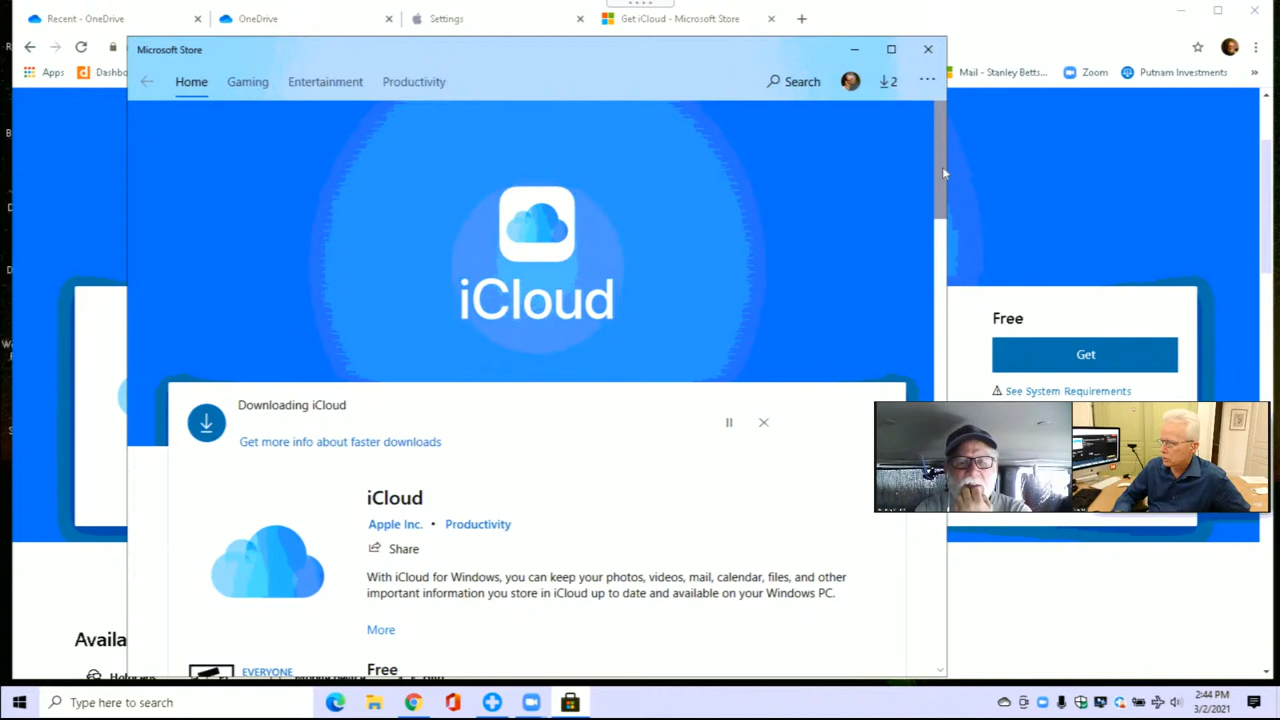 Recent - OneDrive
OneDrive
Settings
Get iCloud - Microsoft Store
Microsoft Store
Apps
Dashbo
Mail - Stanley Betts...
Zoom
Putnam Investments
Home
Gaming
Entertainment
Productivity
Search
2
iCloud
Free
Get
See System Requirements
Downloading iCloud
Get more info about faster downloads
iCloud
Apple Inc. • Productivity
Share
With iCloud for Windows, you can keep your photos, videos, mail, calendar, files, and other
important information you store in iCloud up to date and available on your Windows PC.
More
Availa
EVERYONE
Free
Type here to search
2:44 PM
3/2/2021